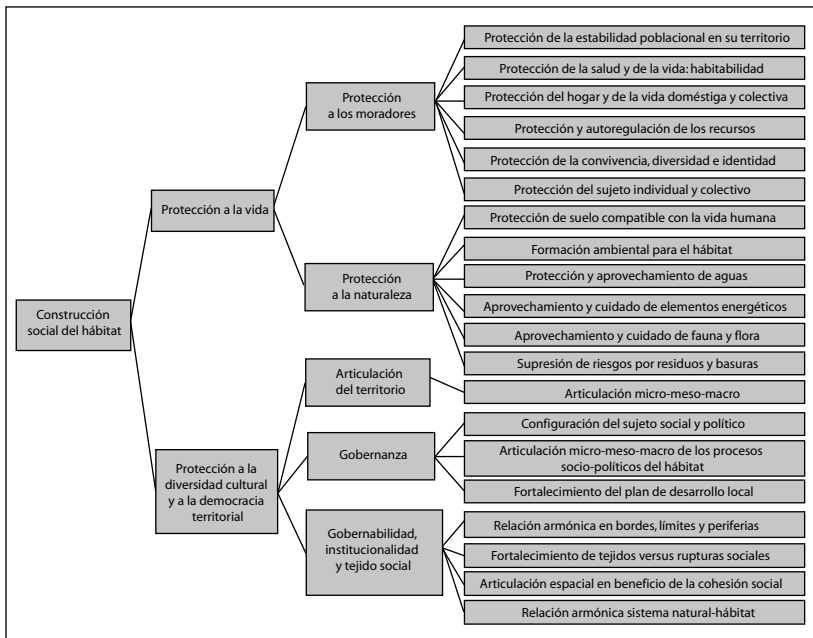 Construcción
social del hábitat
Protección a la vida
Protección a la
diversidad cultural
y a la democracia
territorial
Protección
a los moradores
Protección
a la naturaleza
Articulación
del territorio
Gobernanza
Gobernabilidad,
institucionalidad
y tejido social
Protección de la estabilidad poblacional en su territorio
Protección de la salud y de la vida: habitabilidad
Protección del hogar y de la vida doméstiga y colectiva
Protección y autoregulación de los recursos
Protección de la convivencia, diversidad e identidad
Protección del sujeto individual y colectivo
Protección de suelo compatible con la vida humana
Formación ambiental para el hábitat
Protección y aprovechamiento de aguas
Aprovechamiento y cuidado de elementos energéticos
Aprovechamiento y cuidado de fauna y flora
Supresión de riesgos por residuos y basuras
Articulación micro-meso-macro
Configuración del sujeto social y político
Articulación micro-meso-macro de los procesos
socio-políticos del hábitat
Fortalecimiento del plan de desarrollo local
Relación armónica en bordes, límites y periferias
Fortalecimiento de tejidos versus rupturas sociales
Articulación espacial en beneficio de la cohesión social
Relación armónica sistema natural-hábitat